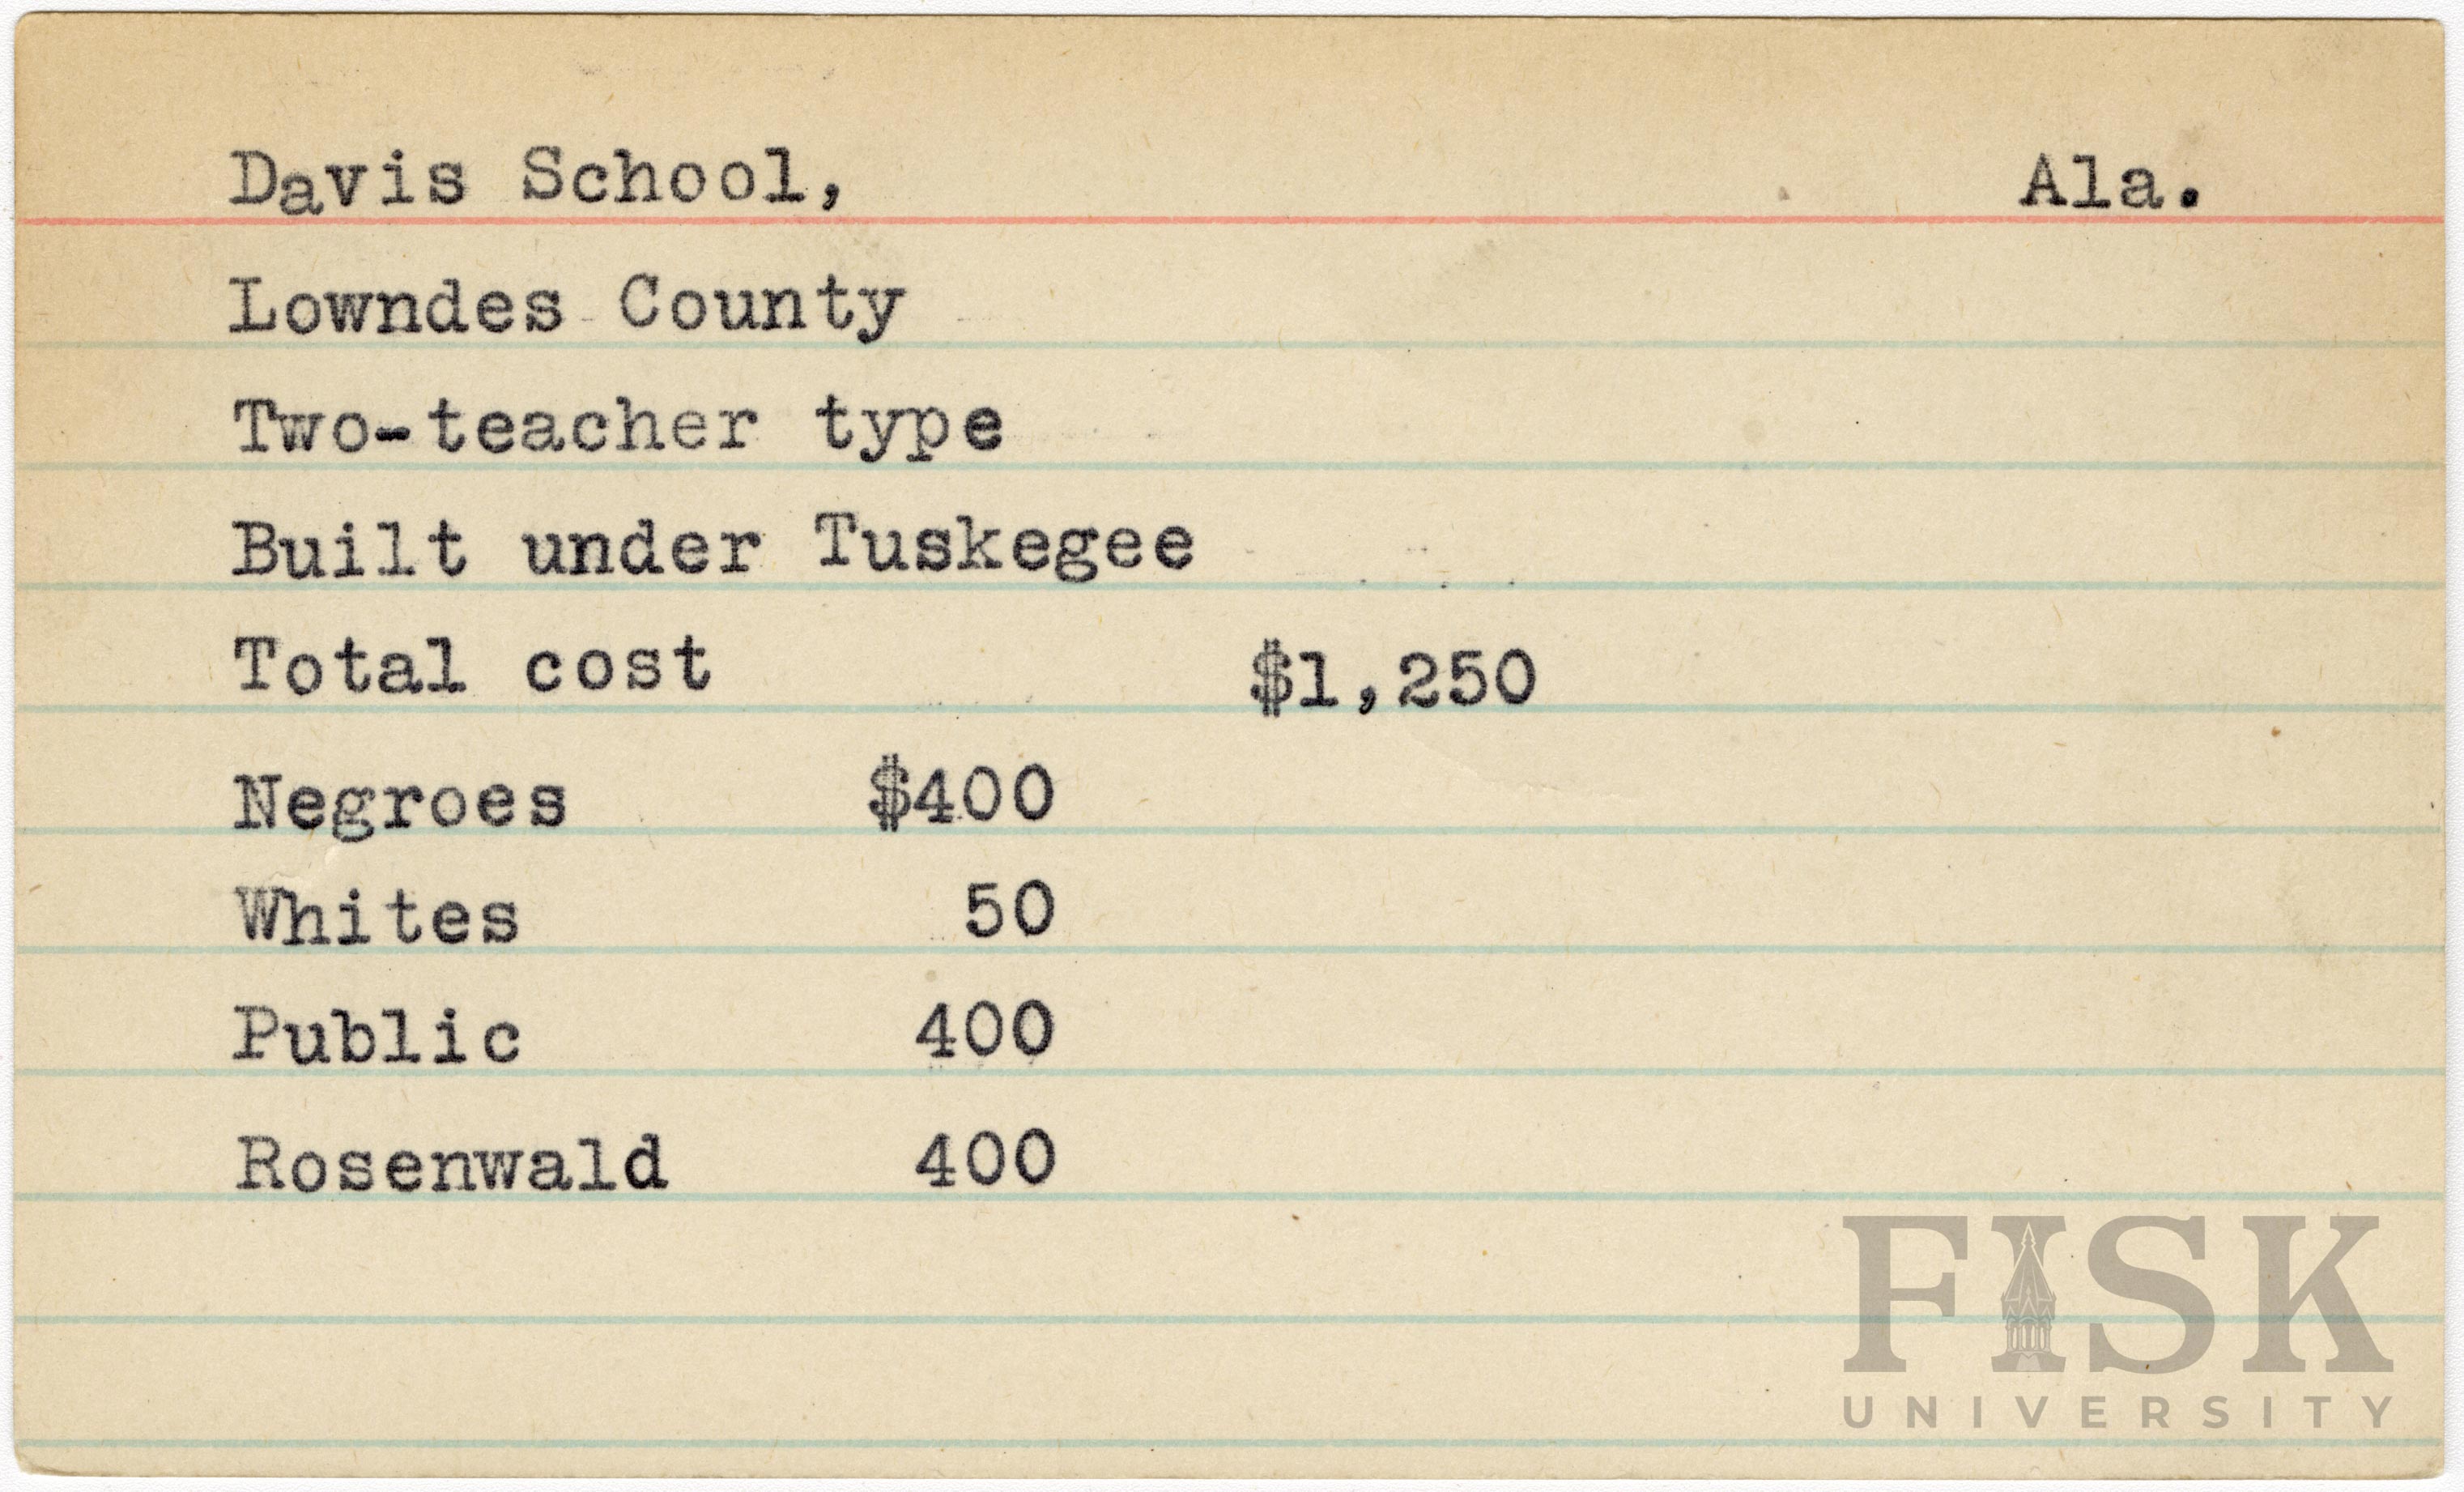 Davis School, Ala.
Lowndes County
Two-teacher type
Built under Tuskegee
Total cost $1,250
Negroes $400
Whites 50
Public 400
Rosenwald 400
FISK
UNIVERSITY